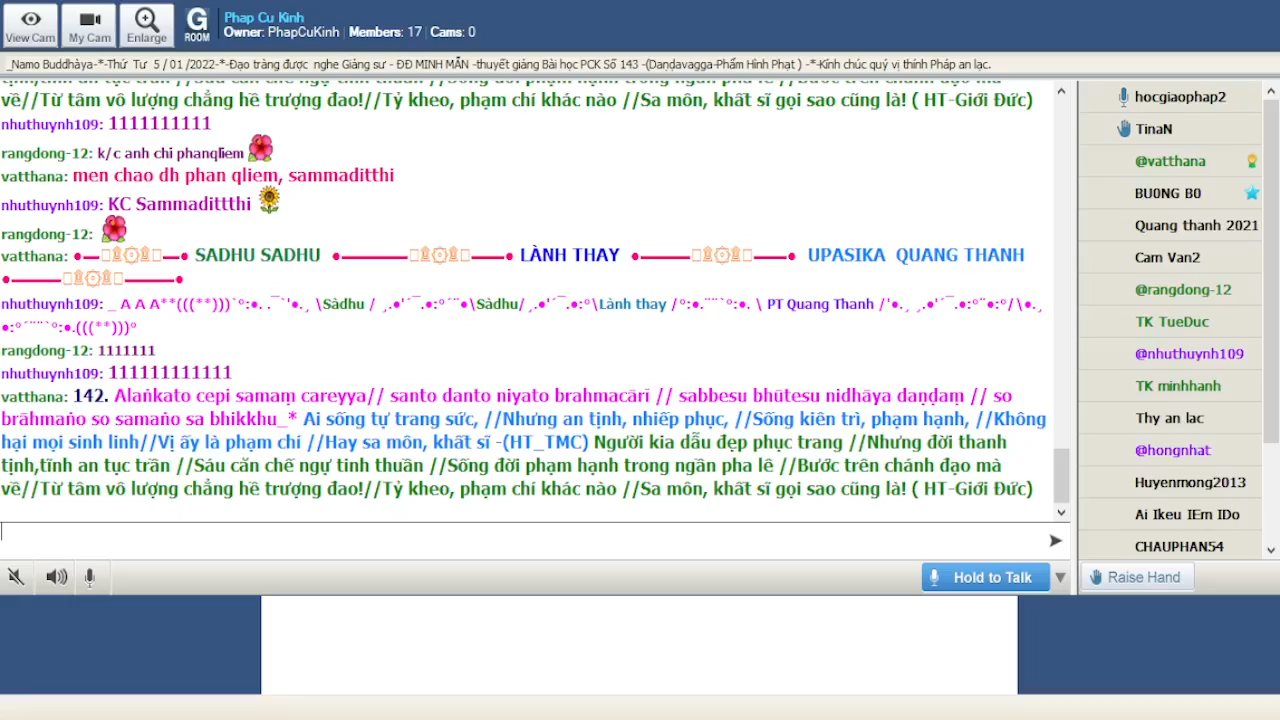 View Cam
My Cam
Enlarge
G
ROOM
Phap Cu Kinh
Owner: PhapCuKinh | Members: 17 | Cams: 0
_Namo Buddhàya-*-Thứ Tư 5 / 01 /2022-*-Đạo tràng được nghe Giảng sư - ĐĐ MINH MẪN -thuyết giảng Bài học PCK Số 143 -(Daṇḍavagga-Phẩm Hình Phạt ) -*-Kính chúc quý vị thính Pháp an lạc.
về//Từ tâm vô lượng chẳng hề trượng đao!//Tỷ kheo, phạm chí khác nào //Sa môn, khất sĩ gọi sao cũng là! ( HT-Giới Đức)
nhuthuynh109: 1111111111
rangdong-12: k/c anh chi phanqliem
vatthana: men chao dh phan qliem, sammaditthi
nhuthuynh109: KC Sammadittthi
rangdong-12:
vatthana: SADHU SADHU LÀNH THAY UPASIKA QUANG THANH
nhuthuynh109: _ A A A**(((**)))`°:•. .¯`'•.¸ \Sàdhu / ¸.•'´¯.•:°´¨•\Sàdhu/¸.•'´¯.•:°\Lành thay /°:•.¨¨`°:•. \ PT Quang Thanh /'•.¸ ¸.•'´¯.•:°¨•:°/\•.¸
•:°´¨¨`°:•.(((**)))°
rangdong-12: 1111111
nhuthuynh109: 111111111111
vatthana: 142. Alaṅkato cepi samaṃ careyya// santo danto niyato brahmacārī // sabbesu bhūtesu nidhāya daṇḍaṃ // so
brāhmaṅo so samaṅo sa bhikkhu_* Ai sống tự trang sức, //Nhưng an tịnh, nhiếp phục, //Sống kiên trì, phạm hạnh, //Không
hại mọi sinh linh//Vị ấy là phạm chí //Hay sa môn, khất sĩ -(HT_TMC) Người kia dẫu đẹp phục trang //Nhưng đời thanh
tịnh,tĩnh an tục trần //Sáu căn chế ngự tinh thuần //Sống đời phạm hạnh trong ngần pha lê //Bước trên chánh đạo mà
về//Từ tâm vô lượng chẳng hề trượng đao!//Tỷ kheo, phạm chí khác nào //Sa môn, khất sĩ gọi sao cũng là! ( HT-Giới Đức)
Hold to Talk
hocgiaophap2
TinaN
@vatthana
BU0NG B0
Quang thanh 2021
Cam Van2
@rangdong-12
TK TueDuc
@nhuthuynh109
TK minhhanh
Thy an lac
@hongnhat
Huyenmong2013
Ai Ikeu IEm IDo
CHAUPHAN54
Raise Hand